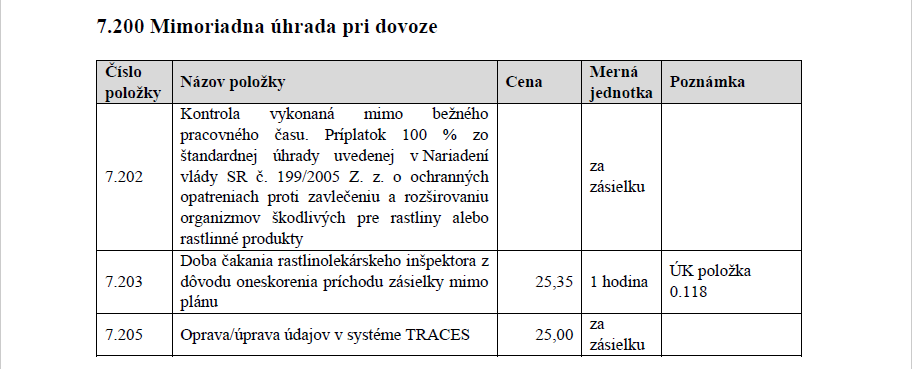 7.200 Mimoriadna úhrada pri dovoze
Číslo položky Názov položky Cena Merná jednotka Poznámka
7.202
Kontrola vykonaná mimo bežného
pracovného času. Príplatok 100 % zo
štandardnej úhrady uvedenej v Nariadení
vlády SR č. 199/2005 Z. z. o ochranných
opatreniach proti zavlečeniu a rozširovaniu
organizmov škodlivých pre rastliny alebo
rastlinné produkty
za
zásielku
7.203
Doba čakania rastlinolekárskeho inšpektora z
dôvodu oneskorenia príchodu zásielky mimo
plánu
25,35
1 hodina
ÚK položka
0.118
7.205
Oprava/úprava údajov v systéme TRACES
25,00
za
zásielku